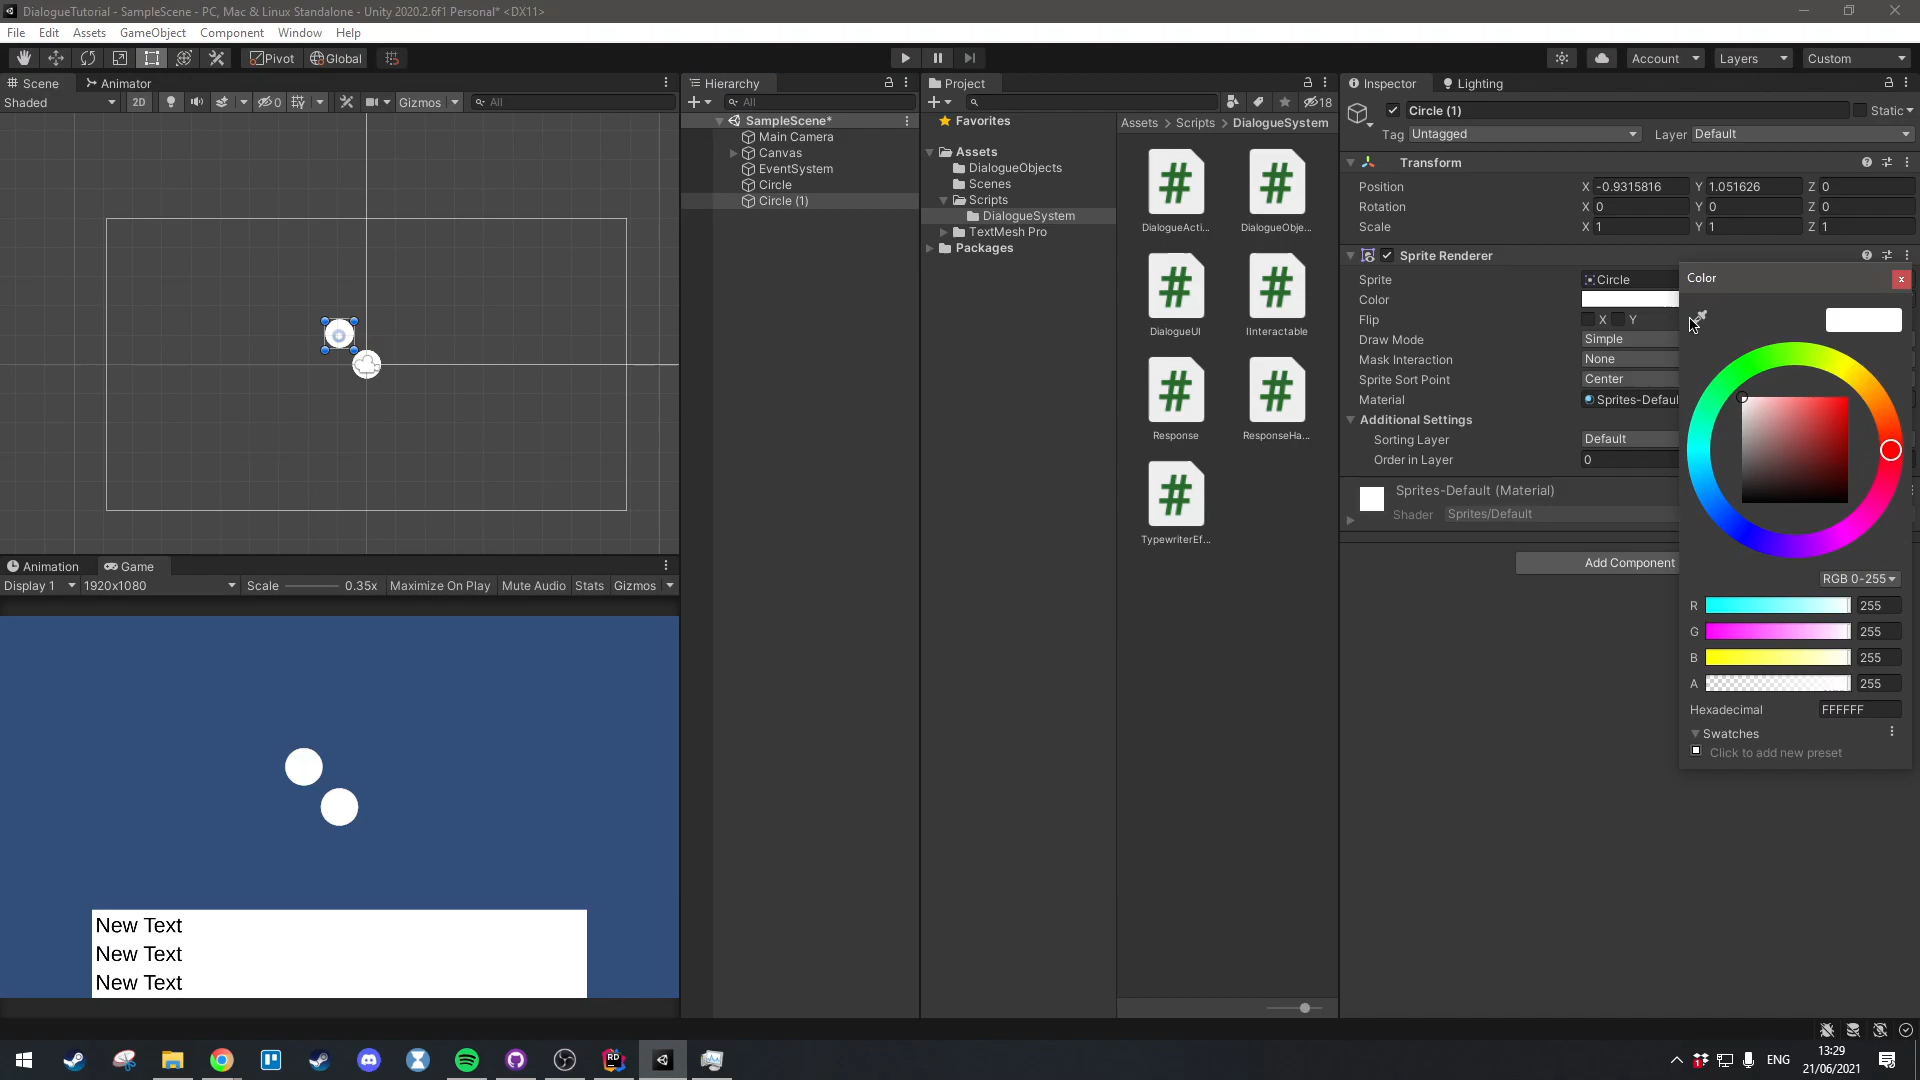 DialogueTutorial - SampleScene - PC, Mac & Linux Standalone - Unity 2020.2.6f1 Personal* <DX11>
File Edit Assets GameObject Component Window Help
Pivot Global Account Layers Custom
Scene Animator
Shaded 2D 0 Gizmos All
Hierarchy
All
SampleScene*
Main Camera
Canvas
EventSystem
Circle
Circle (1)
Project
18
Favorites
Assets
DialogueObjects
Scenes
Scripts
DialogueSystem
TextMesh Pro
Packages
Assets > Scripts > DialogueSystem
DialogueActi... DialogueObje...
DialogueUI IInteractable
Response ResponseHa...
TypewriterEf...
Inspector Lighting
Circle (1) Static
Tag Untagged Layer Default
Transform
Position X -0.9315816 Y 1.051626 Z 0
Rotation X 0 Y 0 Z 0
Scale X 1 Y 1 Z 1
Sprite Renderer
Sprite Circle
Color
Flip X Y
Draw Mode Simple
Mask Interaction None
Sprite Sort Point Center
Material Sprites-Defaul
Additional Settings
Sorting Layer Default
Order in Layer 0
Sprites-Default (Material)
Shader Sprites/Default
Add Component
Color x
RGB 0-255
R 255
G 255
B 255
A 255
Hexadecimal FFFFFF
Swatches
Click to add new preset
Animation Game
Display 1 1920x1080 Scale 0.35x Maximize On Play Mute Audio Stats Gizmos
New Text
New Text
New Text
RD
ENG
13:29
21/06/2021